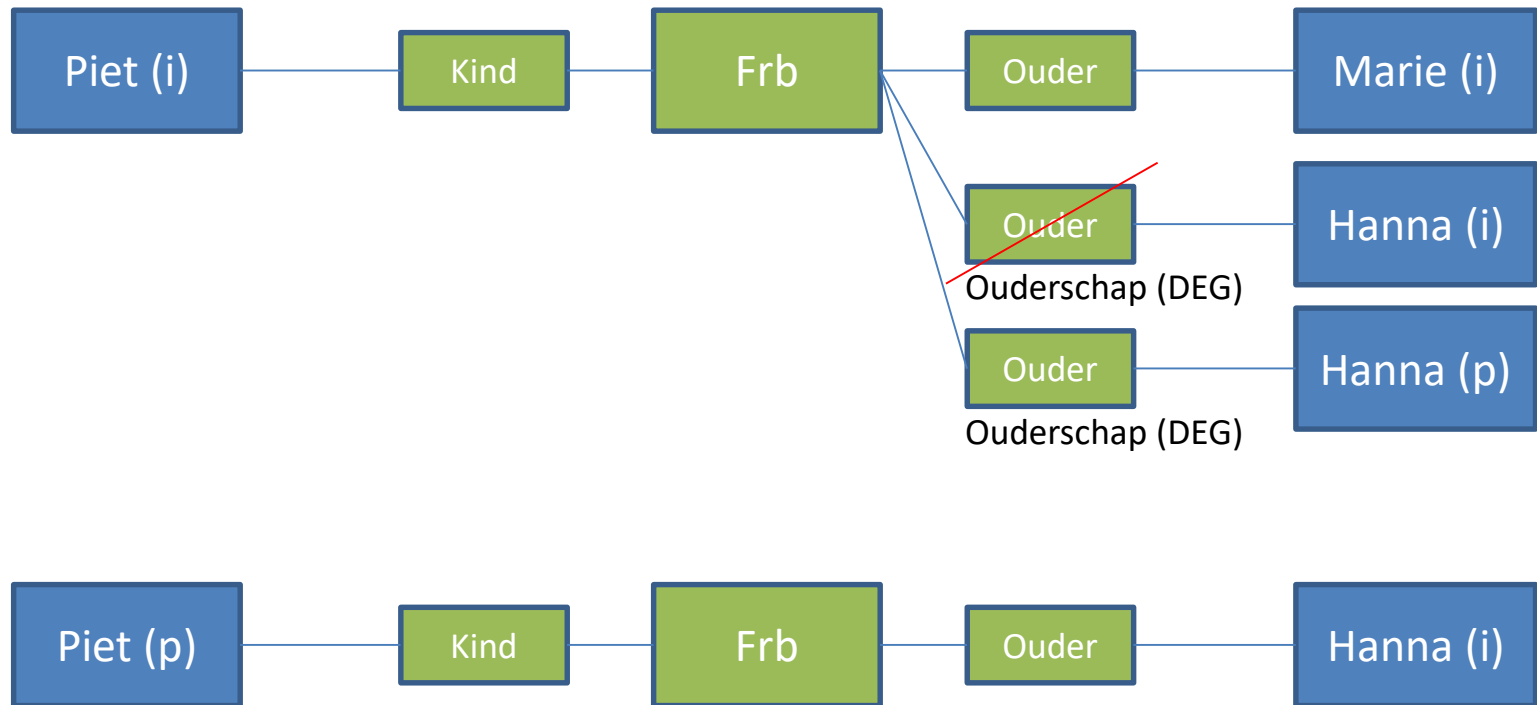 Piet (i) Kind Frb Ouder Marie (i)
Ouder Hanna (i)
Ouderschap (DEG)
Ouder Hanna (p)
Ouderschap (DEG)
Piet (p) Kind Frb Ouder Hanna (i)